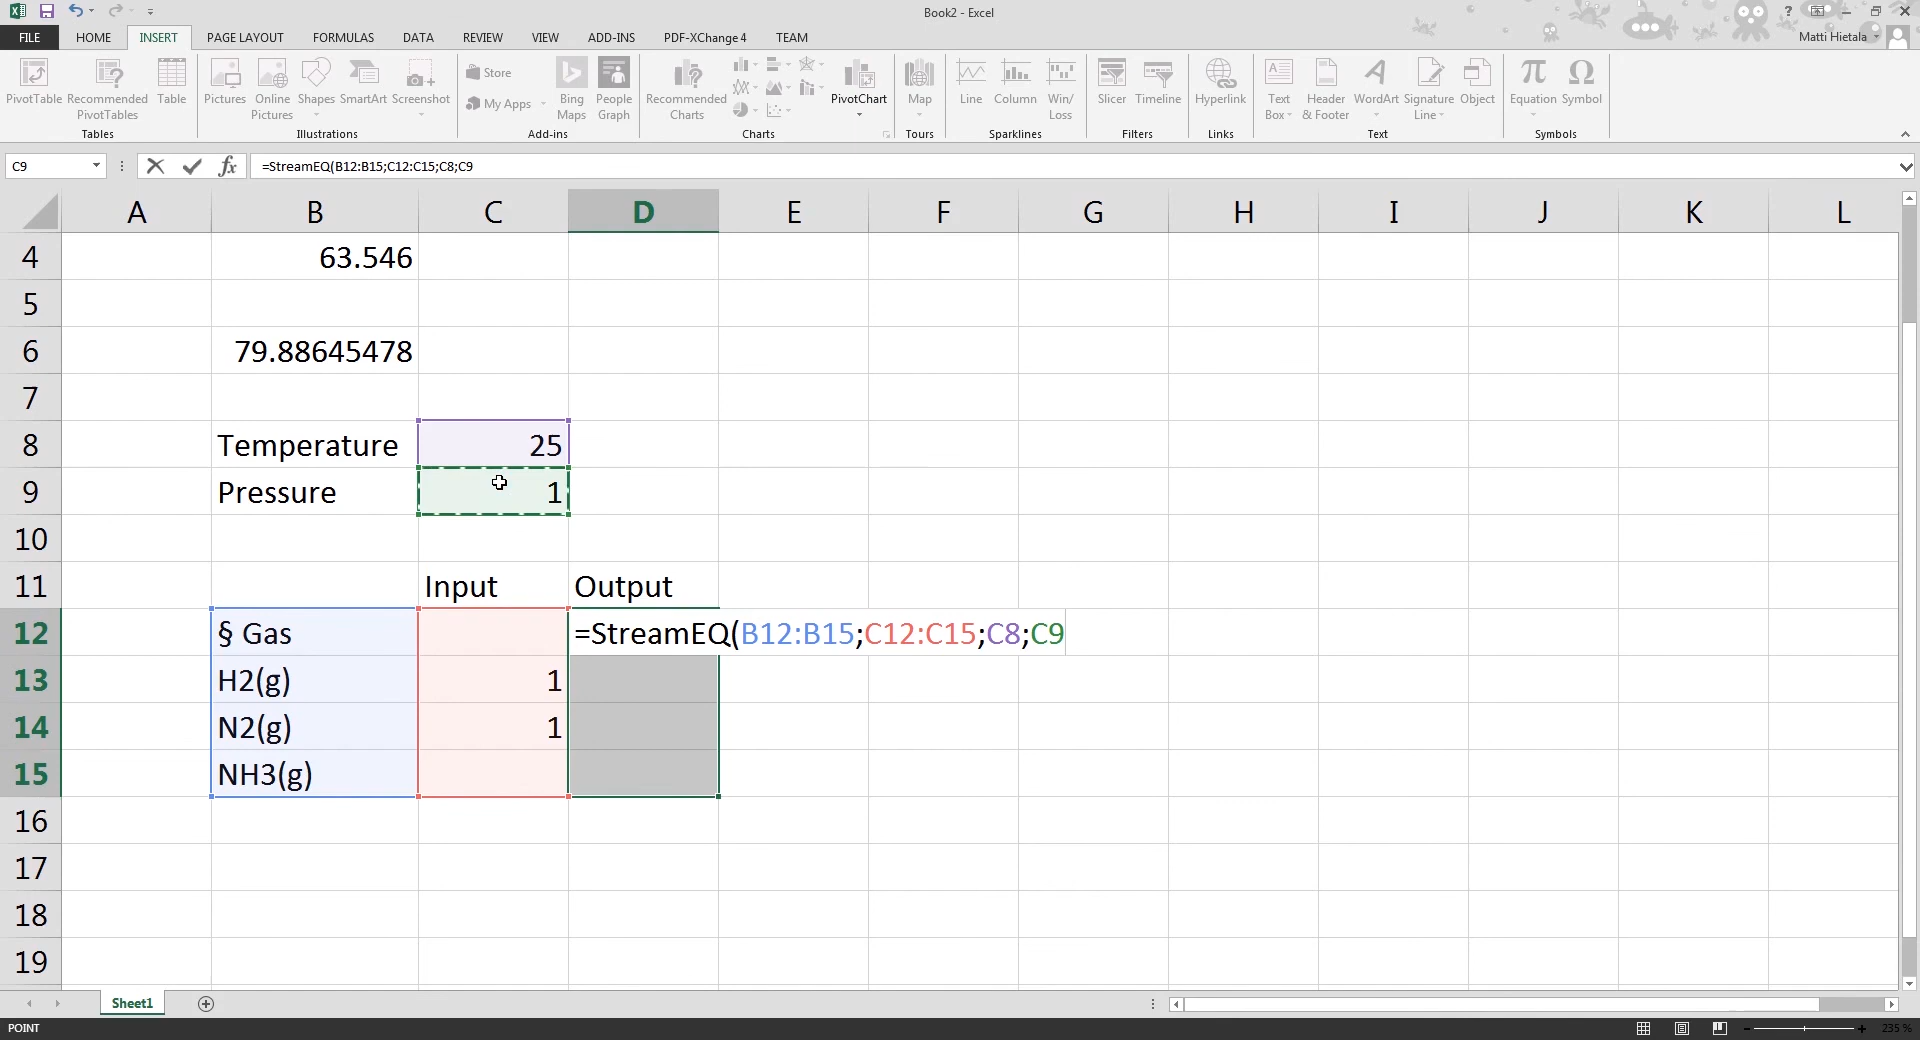 Book2 - Excel
?
FILE HOME INSERT PAGE LAYOUT FORMULAS DATA REVIEW VIEW ADD-INS PDF-XChange 4 TEAM
Matti Hietala
PivotTable Recommended PivotTables Table
Tables
Pictures Online Pictures Shapes SmartArt Screenshot
Illustrations
Store
My Apps
Bing Maps People Graph
Add-ins
Recommended Charts PivotChart
Charts
Map
Tours
Line Column Win/ Loss
Sparklines
Slicer Timeline
Filters
Hyperlink
Links
Text Box Header & Footer WordArt Signature Line Object
Text
Equation Symbol
Symbols
C9 fx =StreamEQ(B12:B15;C12:C15;C8;C9
A B C D E F G H I J K L
4 63.546
5
6 79.88645478
7
8 Temperature 25
9 Pressure 1
10
11 Input Output
12 § Gas =StreamEQ(B12:B15;C12:C15;C8;C9
13 H2(g) 1
14 N2(g) 1
15 NH3(g)
16
17
18
19
Sheet1
POINT 235 %